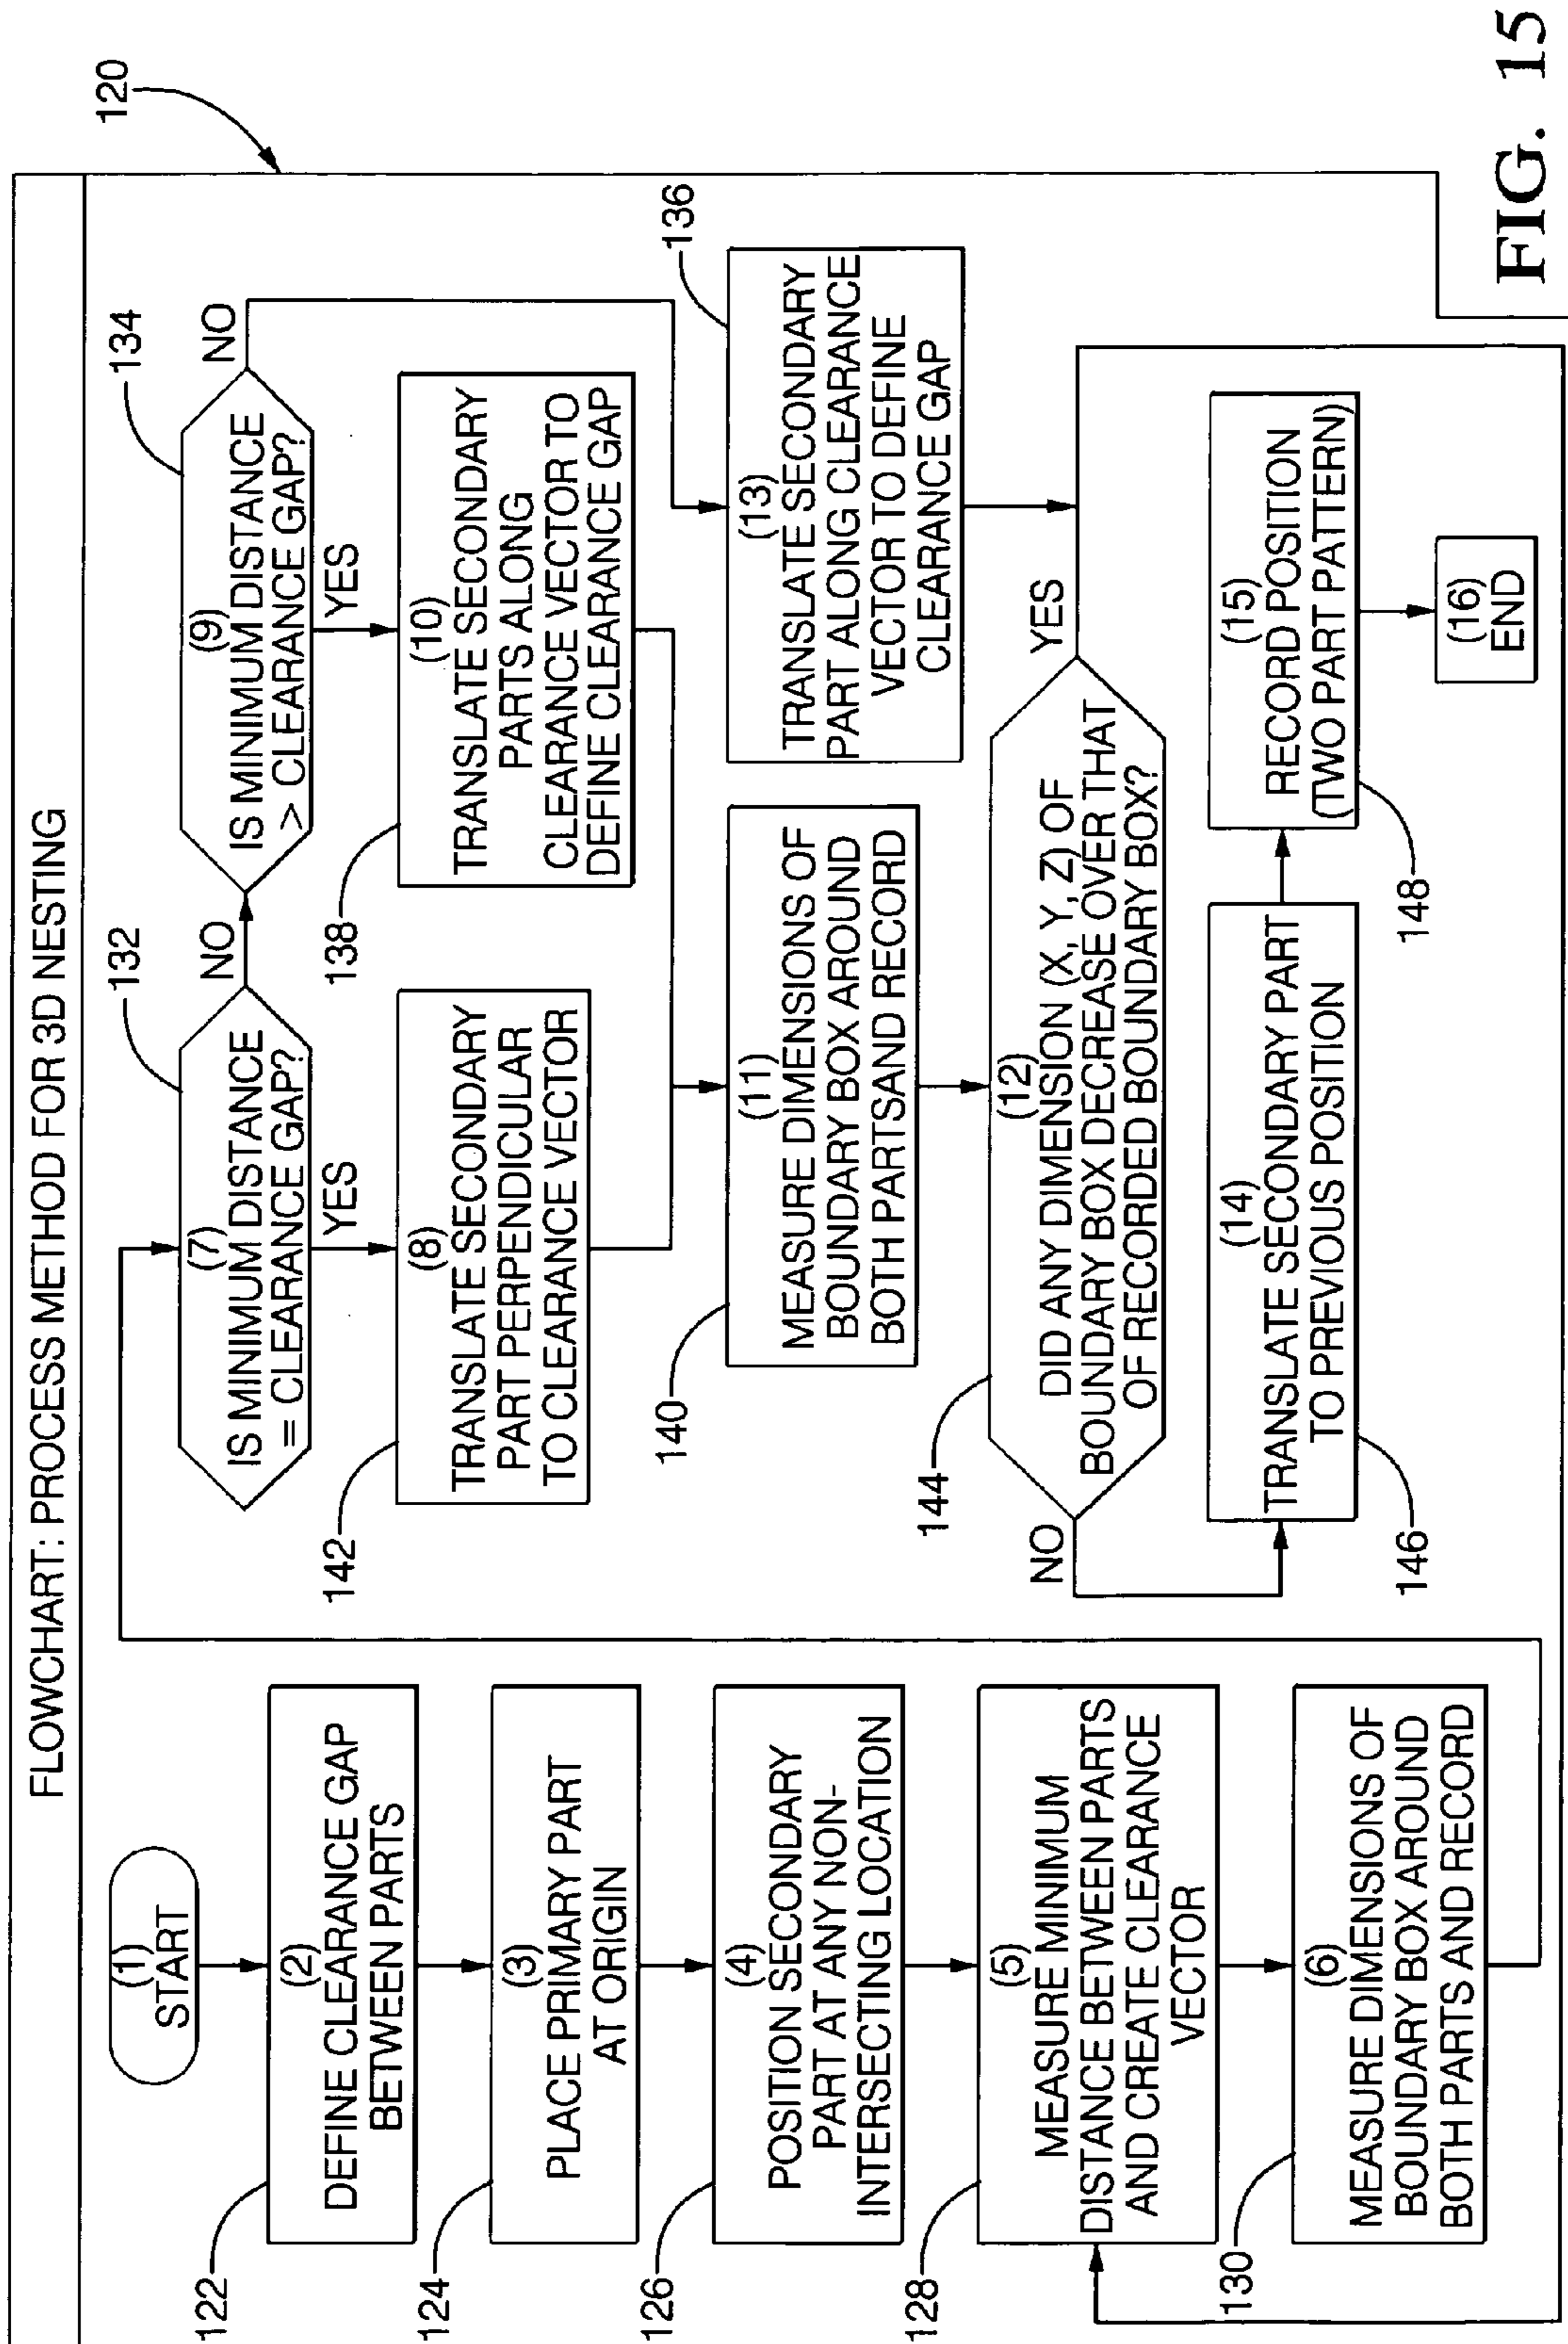 FLOWCHART: PROCESS METHOD FOR 3D NESTING
120
(1)
START
122
(2)
DEFINE CLEARANCE GAP
BETWEEN PARTS
124
(3)
PLACE PRIMARY PART
AT ORIGIN
126
(4)
POSITION SECONDARY
PART AT ANY NON-
INTERSECTING LOCATION
128
(5)
MEASURE MINIMUM
DISTANCE BETWEEN PARTS
AND CREATE CLEARANCE
VECTOR
130
(6)
MEASURE DIMENSIONS OF
BOUNDARY BOX AROUND
BOTH PARTS AND RECORD
132
(7)
IS MINIMUM DISTANCE
= CLEARANCE GAP?
NO
YES
142
(8)
TRANSLATE SECONDARY
PART PERPENDICULAR
TO CLEARANCE VECTOR
134
(9)
IS MINIMUM DISTANCE
> CLEARANCE GAP?
NO
YES
138
(10)
TRANSLATE SECONDARY
PARTS ALONG
CLEARANCE VECTOR TO
DEFINE CLEARANCE GAP
140
(11)
MEASURE DIMENSIONS OF
BOUNDARY BOX AROUND
BOTH PARTSAND RECORD
136
(13)
TRANSLATE SECONDARY
PART ALONG CLEARANCE
VECTOR TO DEFINE
CLEARANCE GAP
144
(12)
DID ANY DIMENSION (X, Y, Z) OF
BOUNDARY BOX DECREASE OVER THAT
OF RECORDED BOUNDARY BOX?
NO
YES
146
(14)
TRANSLATE SECONDARY PART
TO PREVIOUS POSITION
148
(15)
RECORD POSITION
(TWO PART PATTERN)
(16)
END
FIG. 15